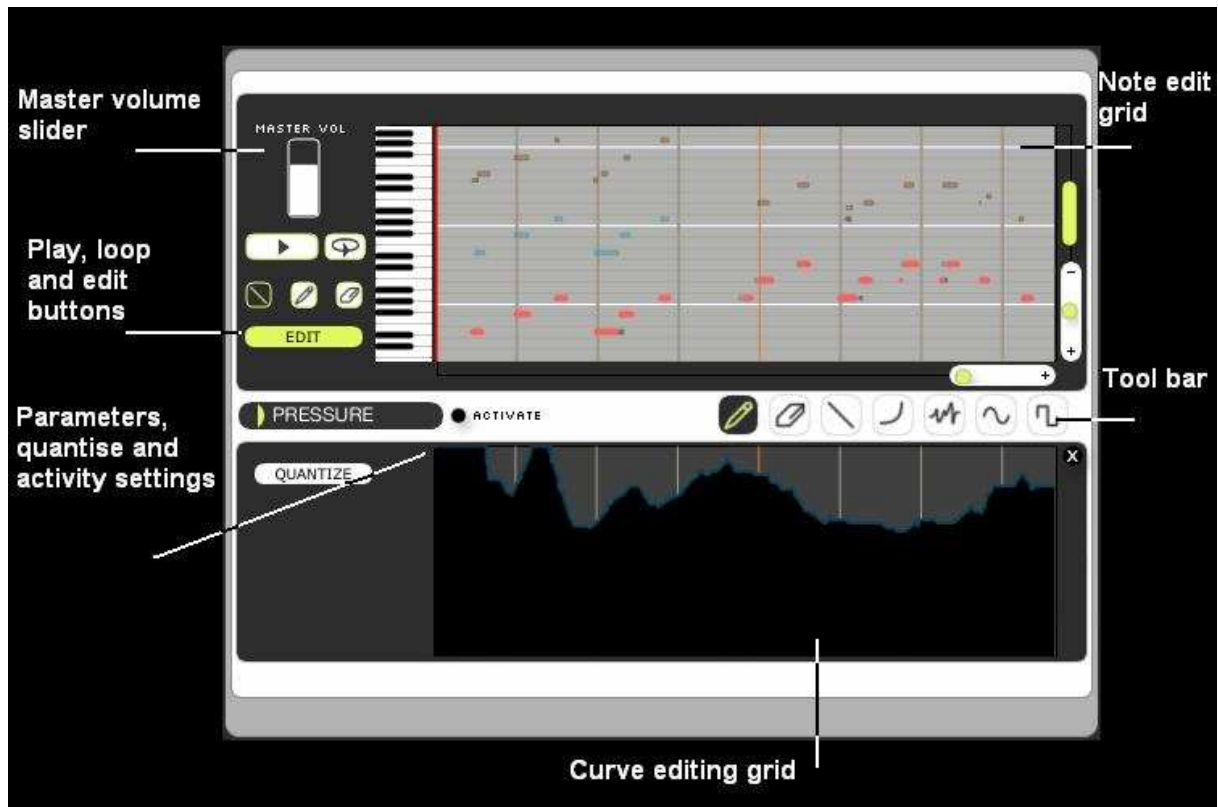 Master volume
slider
Note edit
grid
MASTER VOL
Play, loop
and edit
buttons
EDIT
-
+
+
Tool bar
Parameters,
quantise and
activity settings
PRESSURE
ACTIVATE
QUANTIZE
X
Curve editing grid